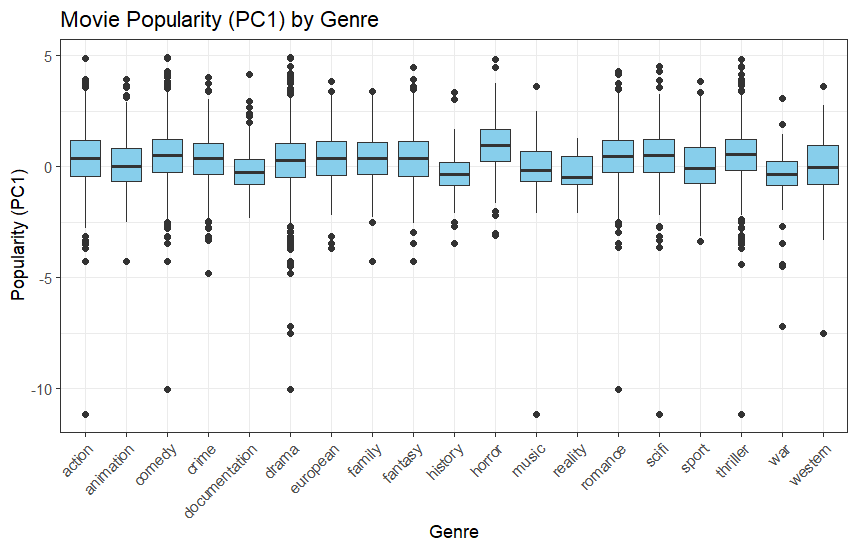 Movie Popularity (PC1) by Genre
Popularity (PC1)
5
0
-5
-10
action
animation
comedy
crime
documentation
drama
european
family
fantasy
history
horror
music
reality
romance
scifi
sport
thriller
war
western
Genre